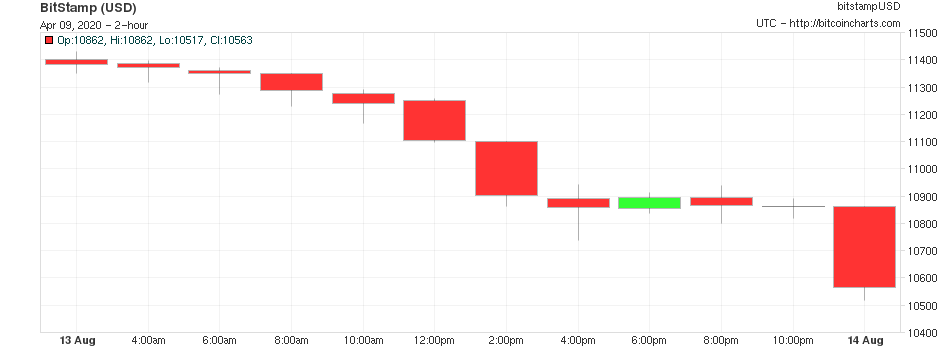 BitStamp (USD)
bitstampUSD
Apr 09, 2020 - 2-hour
UTC - http://bitcoincharts.com
Op:10862, Hi:10862, Lo:10517, Cl:10563
11500
11400
11300
11200
11100
11000
10900
10800
10700
10600
10500
10400
13 Aug
4:00am
6:00am
8:00am
10:00am
12:00pm
2:00pm
4:00pm
6:00pm
8:00pm
10:00pm
14 Aug